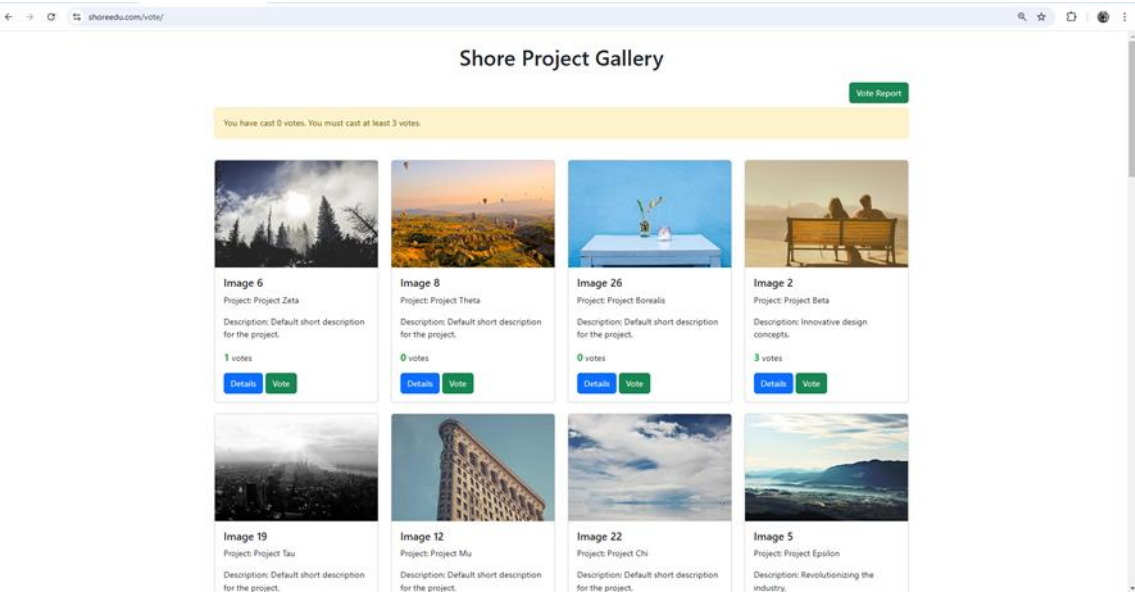 shoreedu.com/vote/
Shore Project Gallery
Vote Report
You have cast 0 votes. You must cast at least 3 votes.
Image 6
Project: Project Zeta
Description: Default short description
for the project.
1 votes
Details Vote
Image 8
Project: Project Theta
Description: Default short description
for the project.
0 votes
Details Vote
Image 26
Project: Project Borealis
Description: Default short description
for the project.
0 votes
Details Vote
Image 2
Project: Project Beta
Description: Innovative design
concepts.
3 votes
Details Vote
Image 19
Project: Project Tau
Description: Default short description
for the project.
Image 12
Project: Project Mu
Description: Default short description
for the project.
Image 22
Project: Project Chi
Description: Default short description
for the project.
Image 5
Project: Project Epsilon
Description: Revolutionizing the
industry.